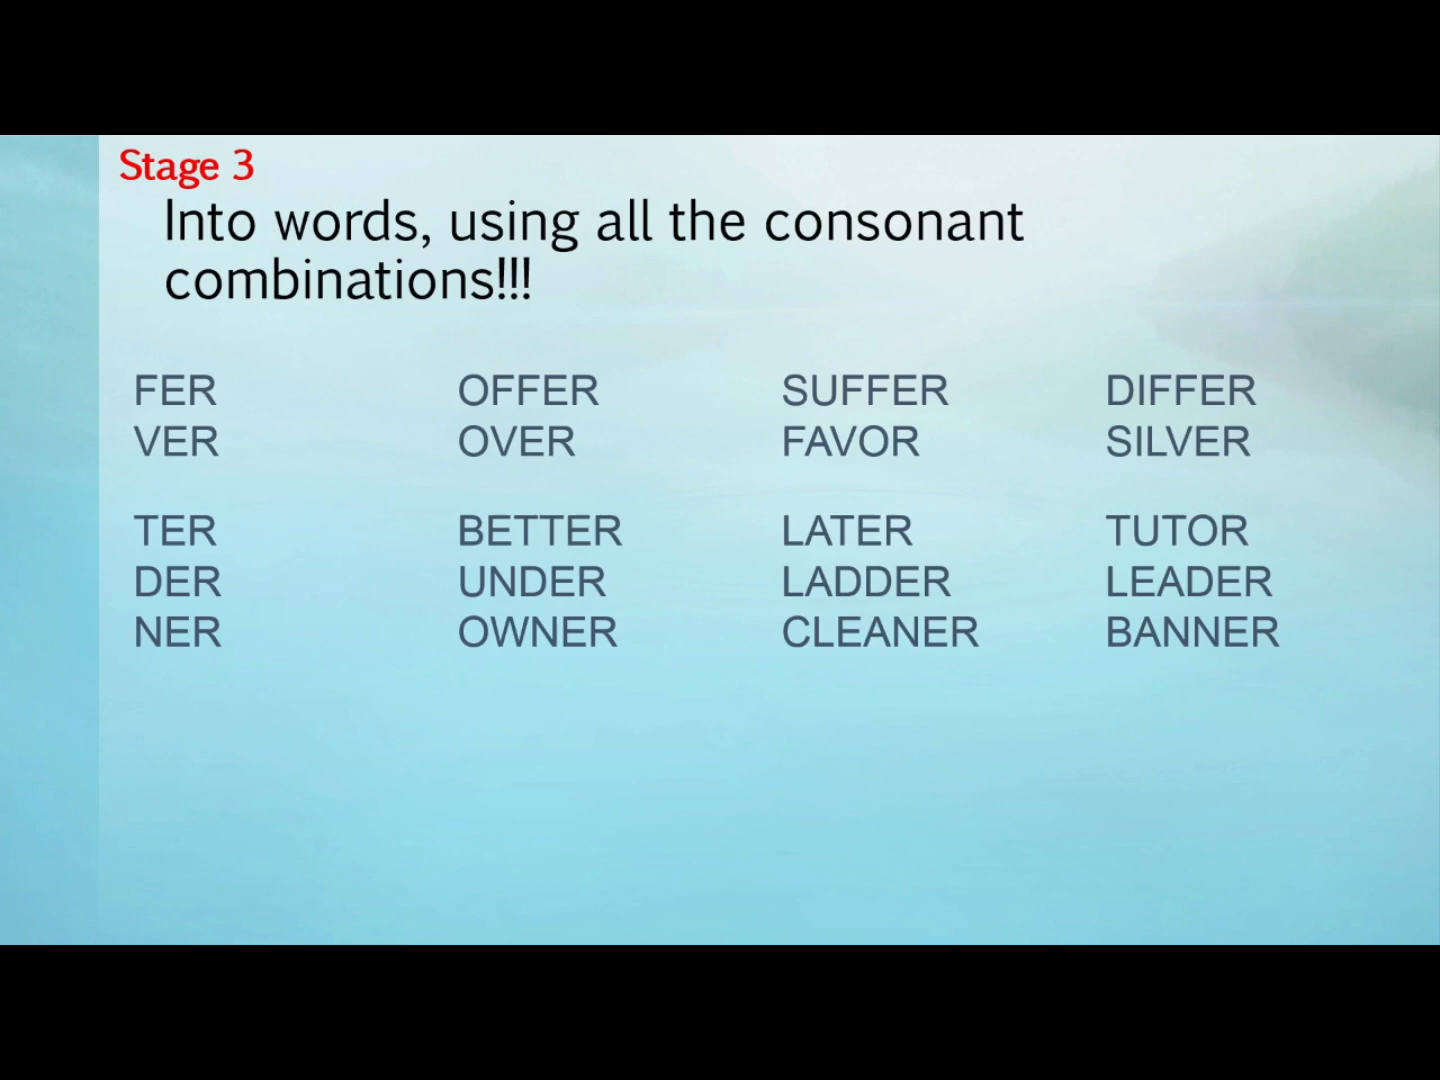 Stage 3
Into words, using all the consonant
combinations!!!
FER OFFER SUFFER DIFFER
VER OVER FAVOR SILVER
TER BETTER LATER TUTOR
DER UNDER LADDER LEADER
NER OWNER CLEANER BANNER